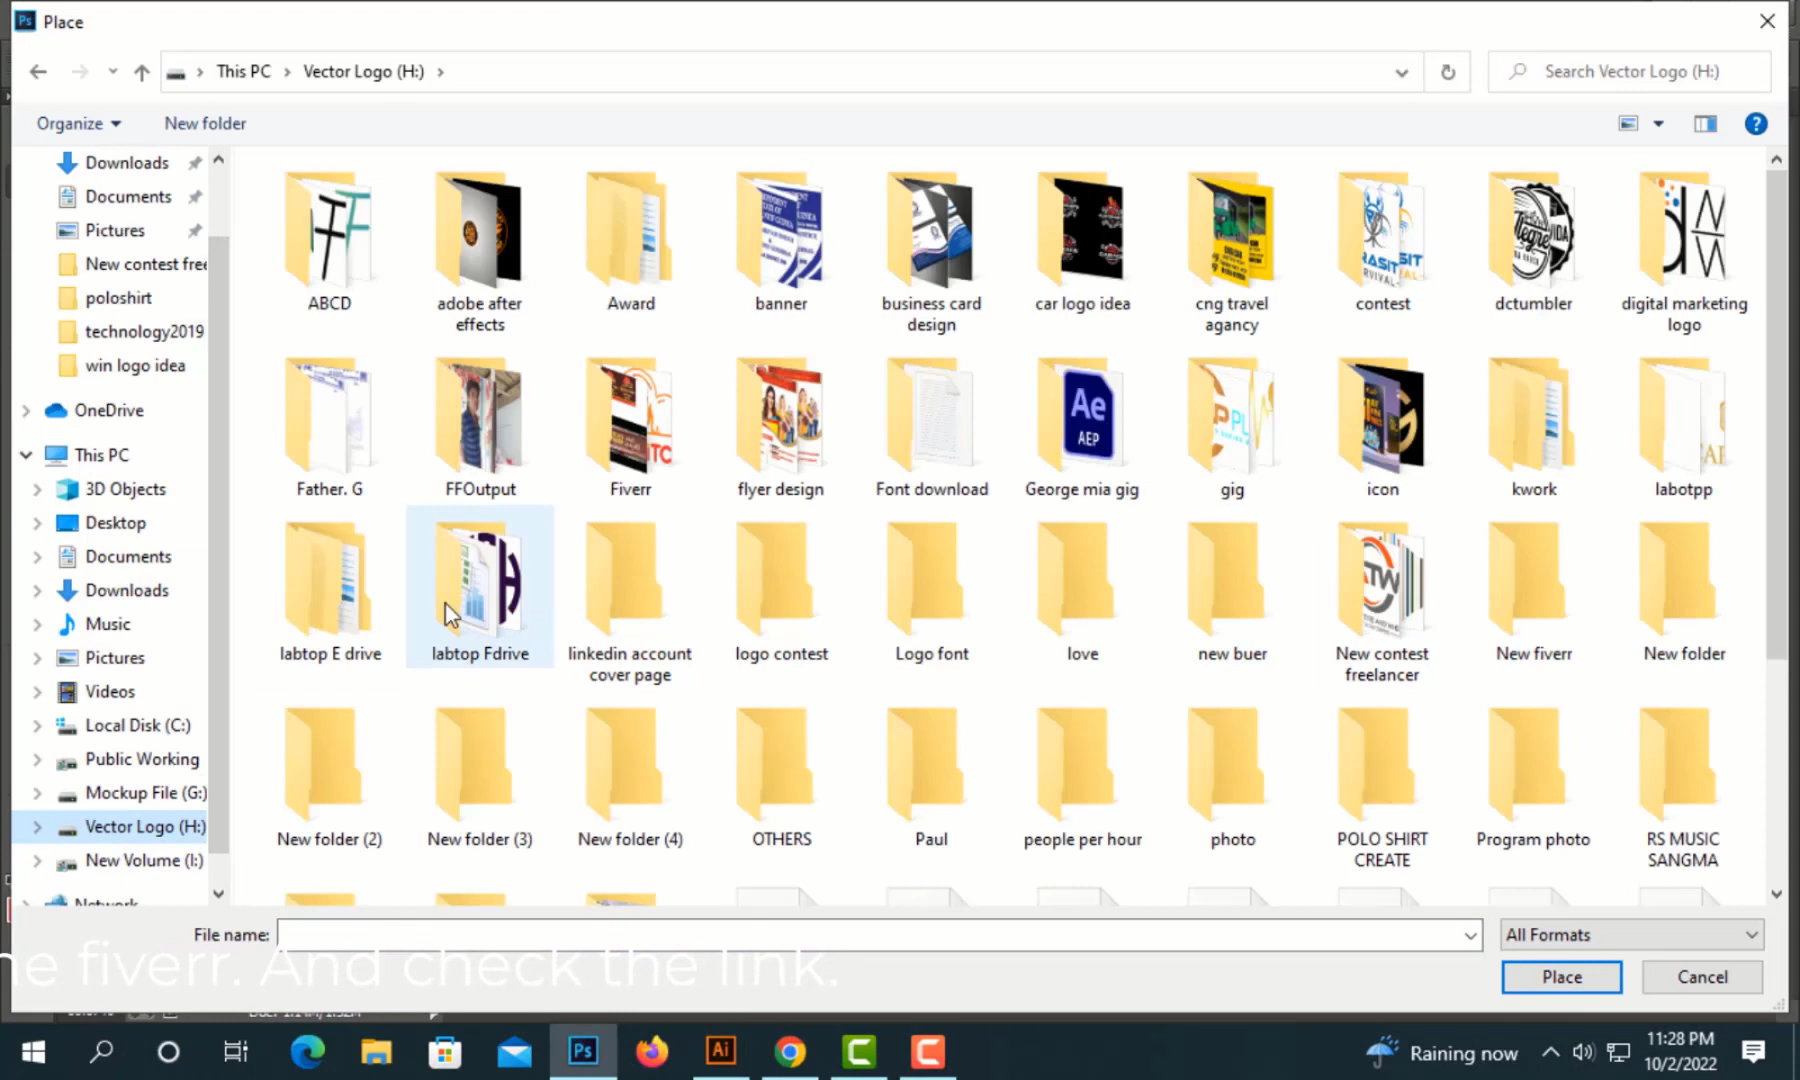 Ps Place
This PC
Vector Logo (H:)
Search Vector Logo (H:)
Organize
New folder
?
Downloads
Documents
Pictures
New contest free
poloshirt
technology2019
win logo idea
OneDrive
This PC
3D Objects
Desktop
Documents
Downloads
Music
Pictures
Videos
Local Disk (C:)
Public Working
Mockup File (G:)
Vector Logo (H:)
New Volume (I:)
Network
ABCD
adobe after
effects
Award
banner
business card
design
car logo idea
cng travel
agancy
contest
dctumbler
digital marketing
logo
Father. G
FFOutput
Fiverr
flyer design
Font download
Ae
AEP
George mia gig
gig
icon
kwork
labotpp
labtop E drive
labtop Fdrive
linkedin account
cover page
logo contest
Logo font
love
new buer
New contest
freelancer
New fiverr
New folder
New folder (2)
New folder (3)
New folder (4)
OTHERS
Paul
people per hour
photo
POLO SHIRT
CREATE
Program photo
RS MUSIC
SANGMA
File name:
All Formats
he fiverr. And check the link.
Place
Cancel
Ps
Ai
Raining now
11:28 PM
10/2/2022